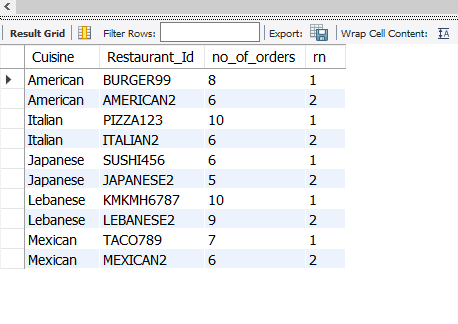 Result Grid Filter Rows: Export: Wrap Cell Content:
Cuisine Restaurant_Id no_of_orders rn
American BURGER99 8 1
American AMERICAN2 6 2
Italian PIZZA123 10 1
Italian ITALIAN2 6 2
Japanese SUSHI456 6 1
Japanese JAPANESE2 5 2
Lebanese KMKMH6787 10 1
Lebanese LEBANESE2 9 2
Mexican TACO789 7 1
Mexican MEXICAN2 6 2